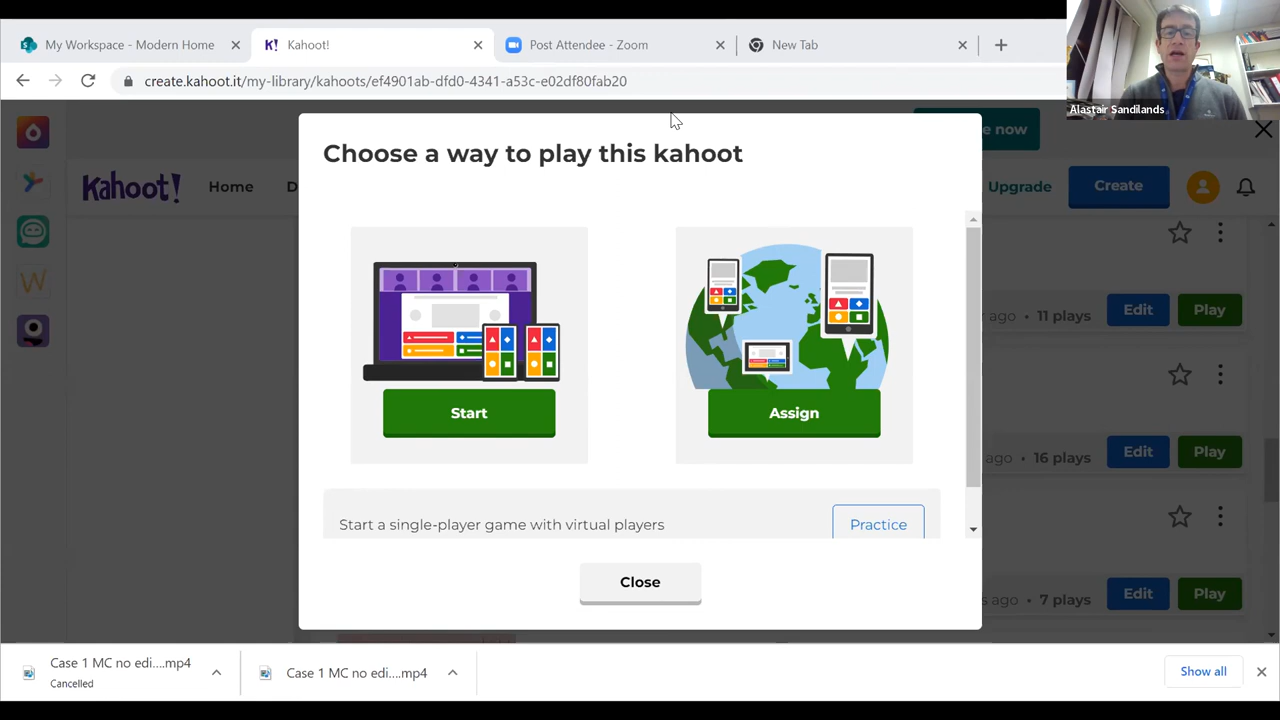 My Workspace - Modern Home
Kahoot!
Post Attendee - Zoom
New Tab
create.kahoot.it/my-library/kahoots/ef4901ab-dfd0-4341-a53c-e02df80fab20
Alastair Sandilands
e now
Choose a way to play this kahoot
Kahoot!
Home
D
Upgrade
Create
ago
11 plays
Edit
Play
Start
Assign
ago
16 plays
Edit
Play
Start a single-player game with virtual players
Practice
Close
s ago
7 plays
Edit
Play
Case 1 MC no edi....mp4
Cancelled
Case 1 MC no edi....mp4
Show all